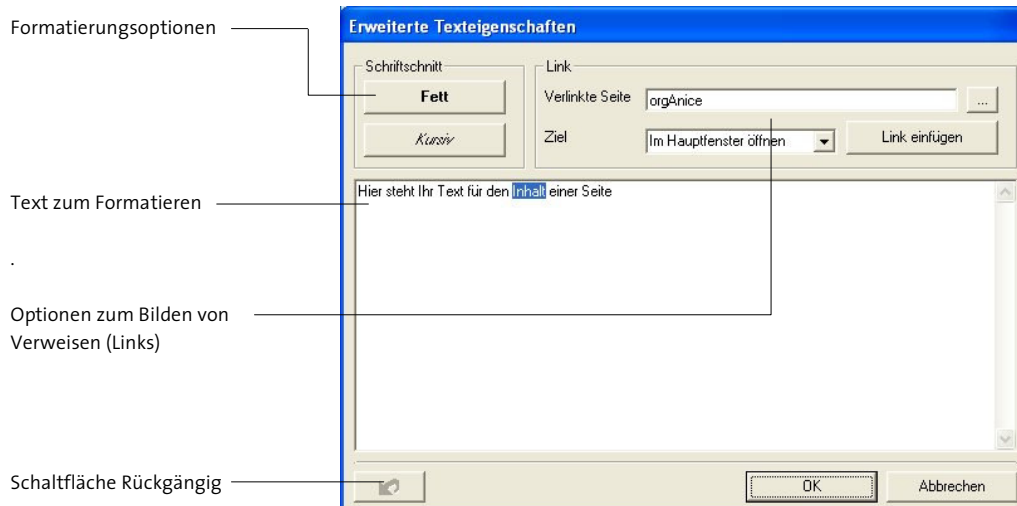 Formatierungsoptionen
Erweiterte Texteigenschaften
Schriftschnitt
Link
Fett
Verlinkte Seite
orgAnice
...
Kursiv
Ziel
Im Hauptfenster öffnen
Link einfügen
Text zum Formatieren
Hier steht Ihr Text für den Inhalt einer Seite
.
Optionen zum Bilden von
Verweisen (Links)
Schaltfläche Rückgängig
OK
Abbrechen